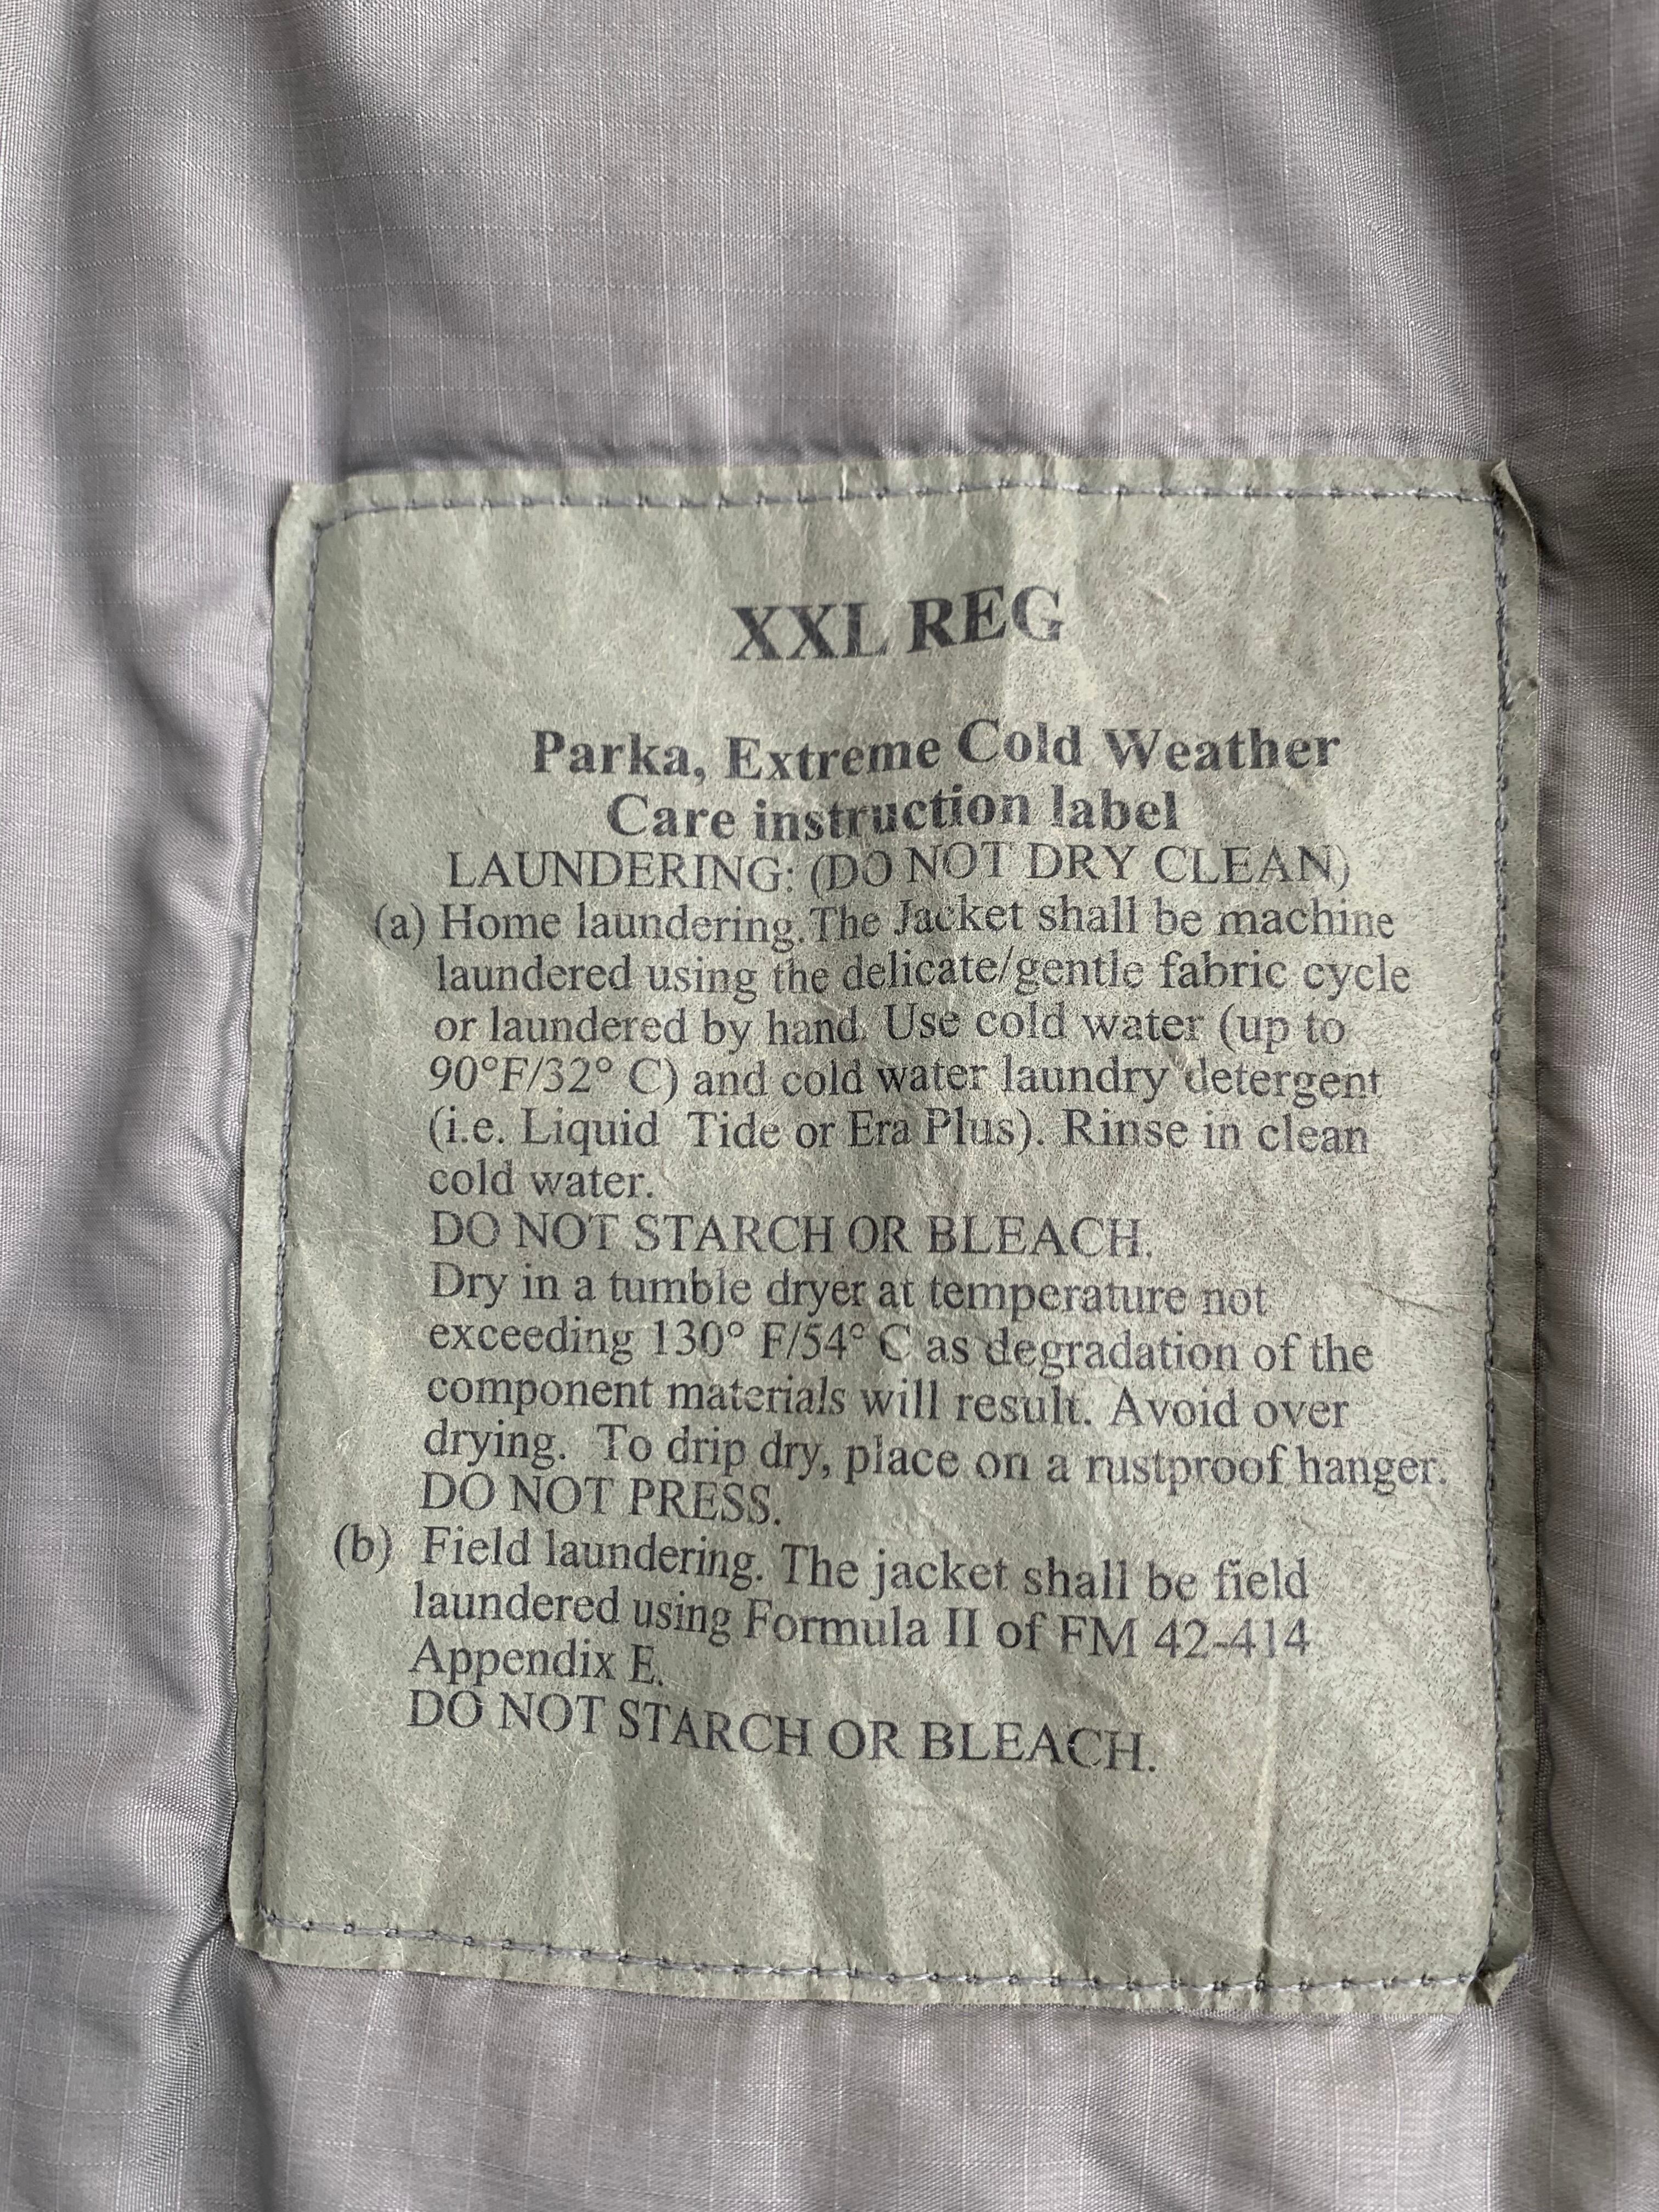 XXL REG
Parka, Extreme Cold Weather
Care instruction label
LAUNDERING: (DO NOT DRY CLEAN)
(a) Home laundering.The Jacket shall be machine
laundered using the delicate/gentle fabric cycle
or laundered by hand. Use cold water (up to
90°F/32° C) and cold water laundry detergent
(i.e. Liquid Tide or Era Plus). Rinse in clean
cold water.
DO NOT STARCH OR BLEACH.
Dry in a tumble dryer at temperature not
exceeding 130° F/54° C as degradation of the
component materials will result. Avoid over
drying. To drip dry, place on a rustproof hanger.
DO NOT PRESS.
(b) Field laundering. The jacket shall be field
laundered using Formula II of FM 42-414
Appendix E.
DO NOT STARCH OR BLEACH.